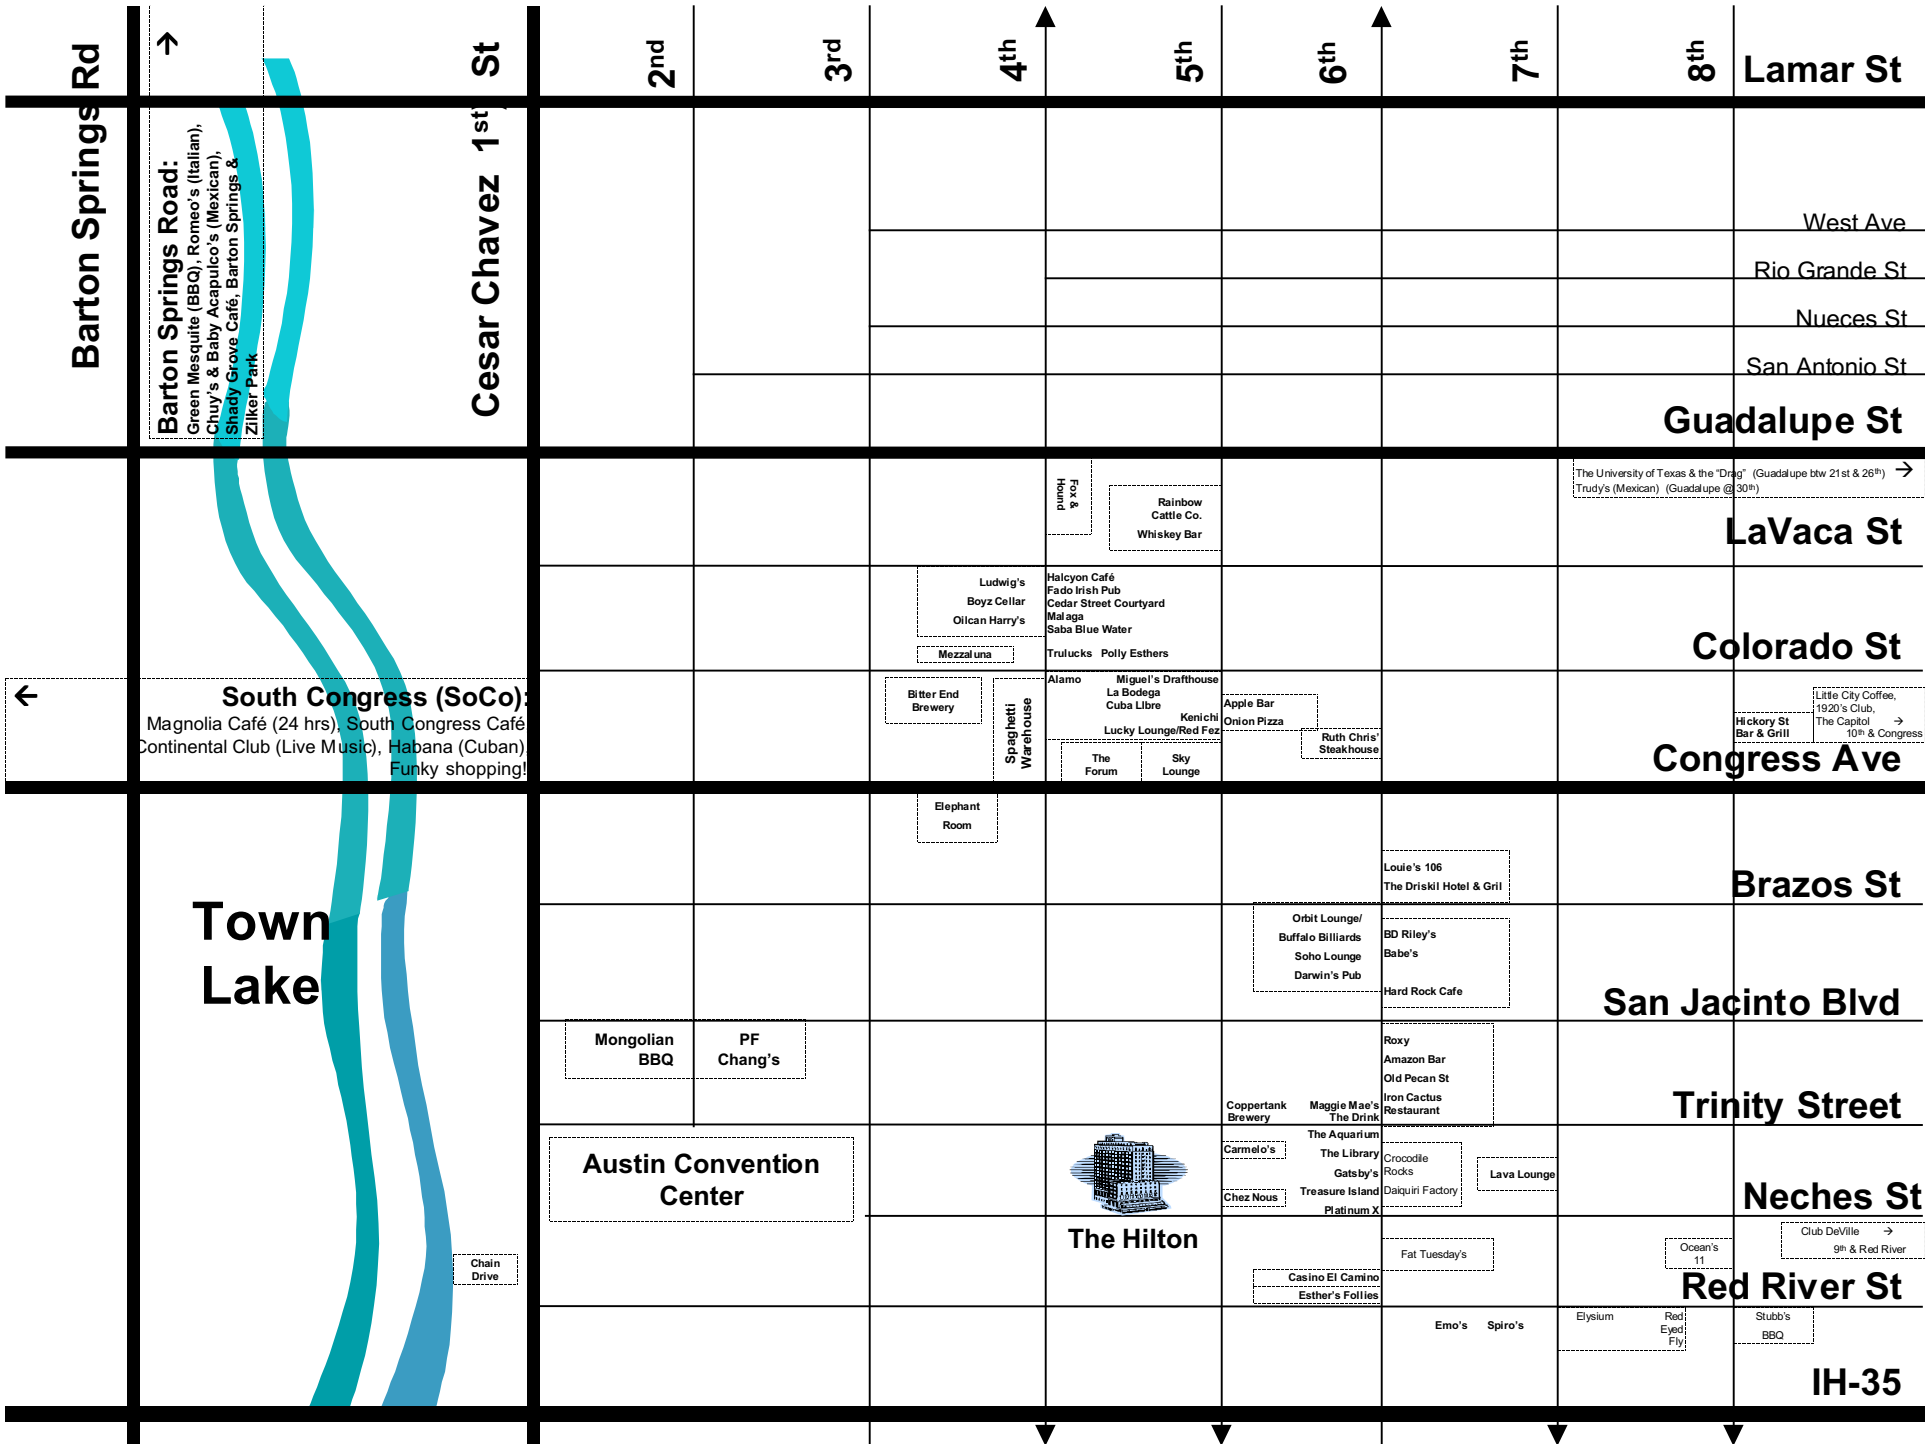 Barton Springs Rd
→
Barton Springs Road:
Green Mesquite (BBQ), Romeo's (Italian),
Chuy's & Baby Acapulco's (Mexican),
Shady Grove Café, Barton Springs &
Zilker Park
Cesar Chavez 1st St
2nd
3rd
4th
5th
6th
7th
8th
Lamar St
West Ave
Rio Grande St
Nueces St
San Antonio St
Guadalupe St
The University of Texas & the "Drag" (Guadalupe btw 21st & 26th) →
Trudy's (Mexican) (Guadalupe @ 30th)
Fox &
Hound
Rainbow
Cattle Co.
Whiskey Bar
LaVaca St
Ludwig's
Boyz Cellar
Oilcan Harry's
Mezzaluna
Halcyon Café
Fado Irish Pub
Cedar Street Courtyard
Malaga
Saba Blue Water
Trulucks Polly Esthers
Colorado St
←
South Congress (SoCo):
Magnolia Café (24 hrs), South Congress Café
Continental Club (Live Music), Habana (Cuban),
Funky shopping!
Bitter End
Brewery
Spaghetti
Warehouse
Alamo Miguel's Drafthouse
La Bodega
Cuba LIbre
Kenichi
Lucky Lounge/Red Fez
The
Forum
Sky
Lounge
Apple Bar
Onion Pizza
Ruth Chris'
Steakhouse
Hickory St
Bar & Grill
Little City Coffee,
1920's Club,
The Capitol →
10th & Congress
Congress Ave
Elephant
Room
Louie's 106
The Driskil Hotel & Gril
Brazos St
Town
Lake
Orbit Lounge/
Buffalo Billiards
Soho Lounge
Darwin's Pub
BD Riley's
Babe's
Hard Rock Cafe
San Jacinto Blvd
Mongolian
BBQ
PF
Chang's
Roxy
Amazon Bar
Old Pecan St
Iron Cactus
Restaurant
Coppertank
Brewery
Maggie Mae's
The Drink
Trinity Street
Austin Convention
Center
The Hilton
Carmelo's
Chez Nous
The Aquarium
The Library
Gatsby's
Treasure Island
Platinum X
Crocodile
Rocks
Daiquiri Factory
Lava Lounge
Neches St
Chain
Drive
Casino El Camino
Esther's Follies
Fat Tuesday's
Ocean's
11
Club DeVille →
9th & Red River
Red River St
Emo's Spiro's
Elysium
Red
Eyed
Fly
Stubb's
BBQ
IH-35